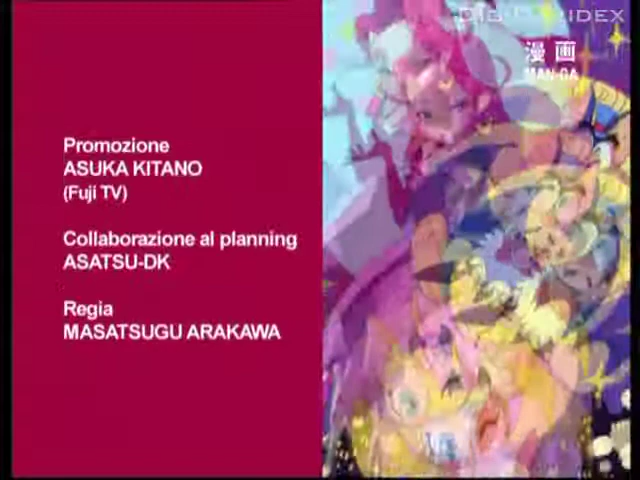 漫画
MAN-GA
Promozione
ASUKA KITANO
(Fuji TV)
Collaborazione al planning
ASATSU-DK
Regia
MASATSUGU ARAKAWA